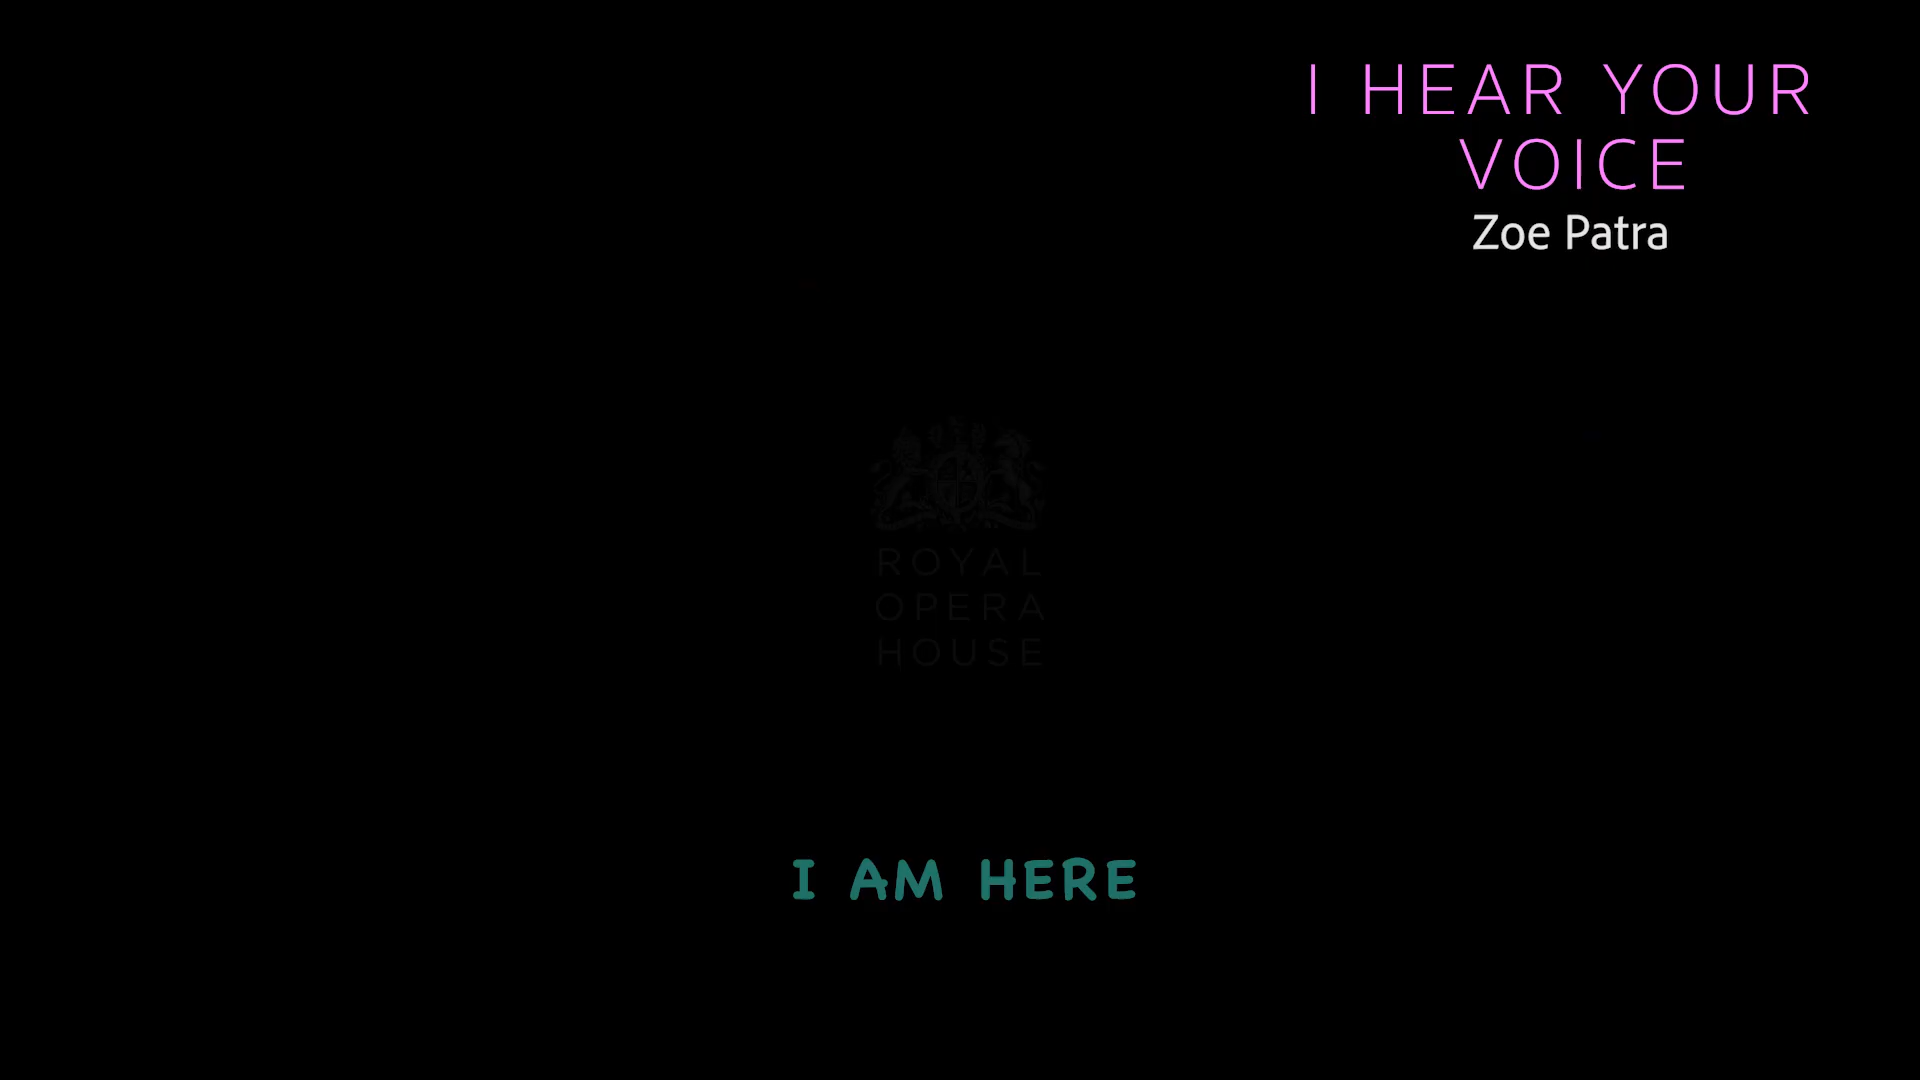 I HEAR YOUR
VOICE
Zoe Patra
ROYAL
OPERA
HOUSE
I AM HERE